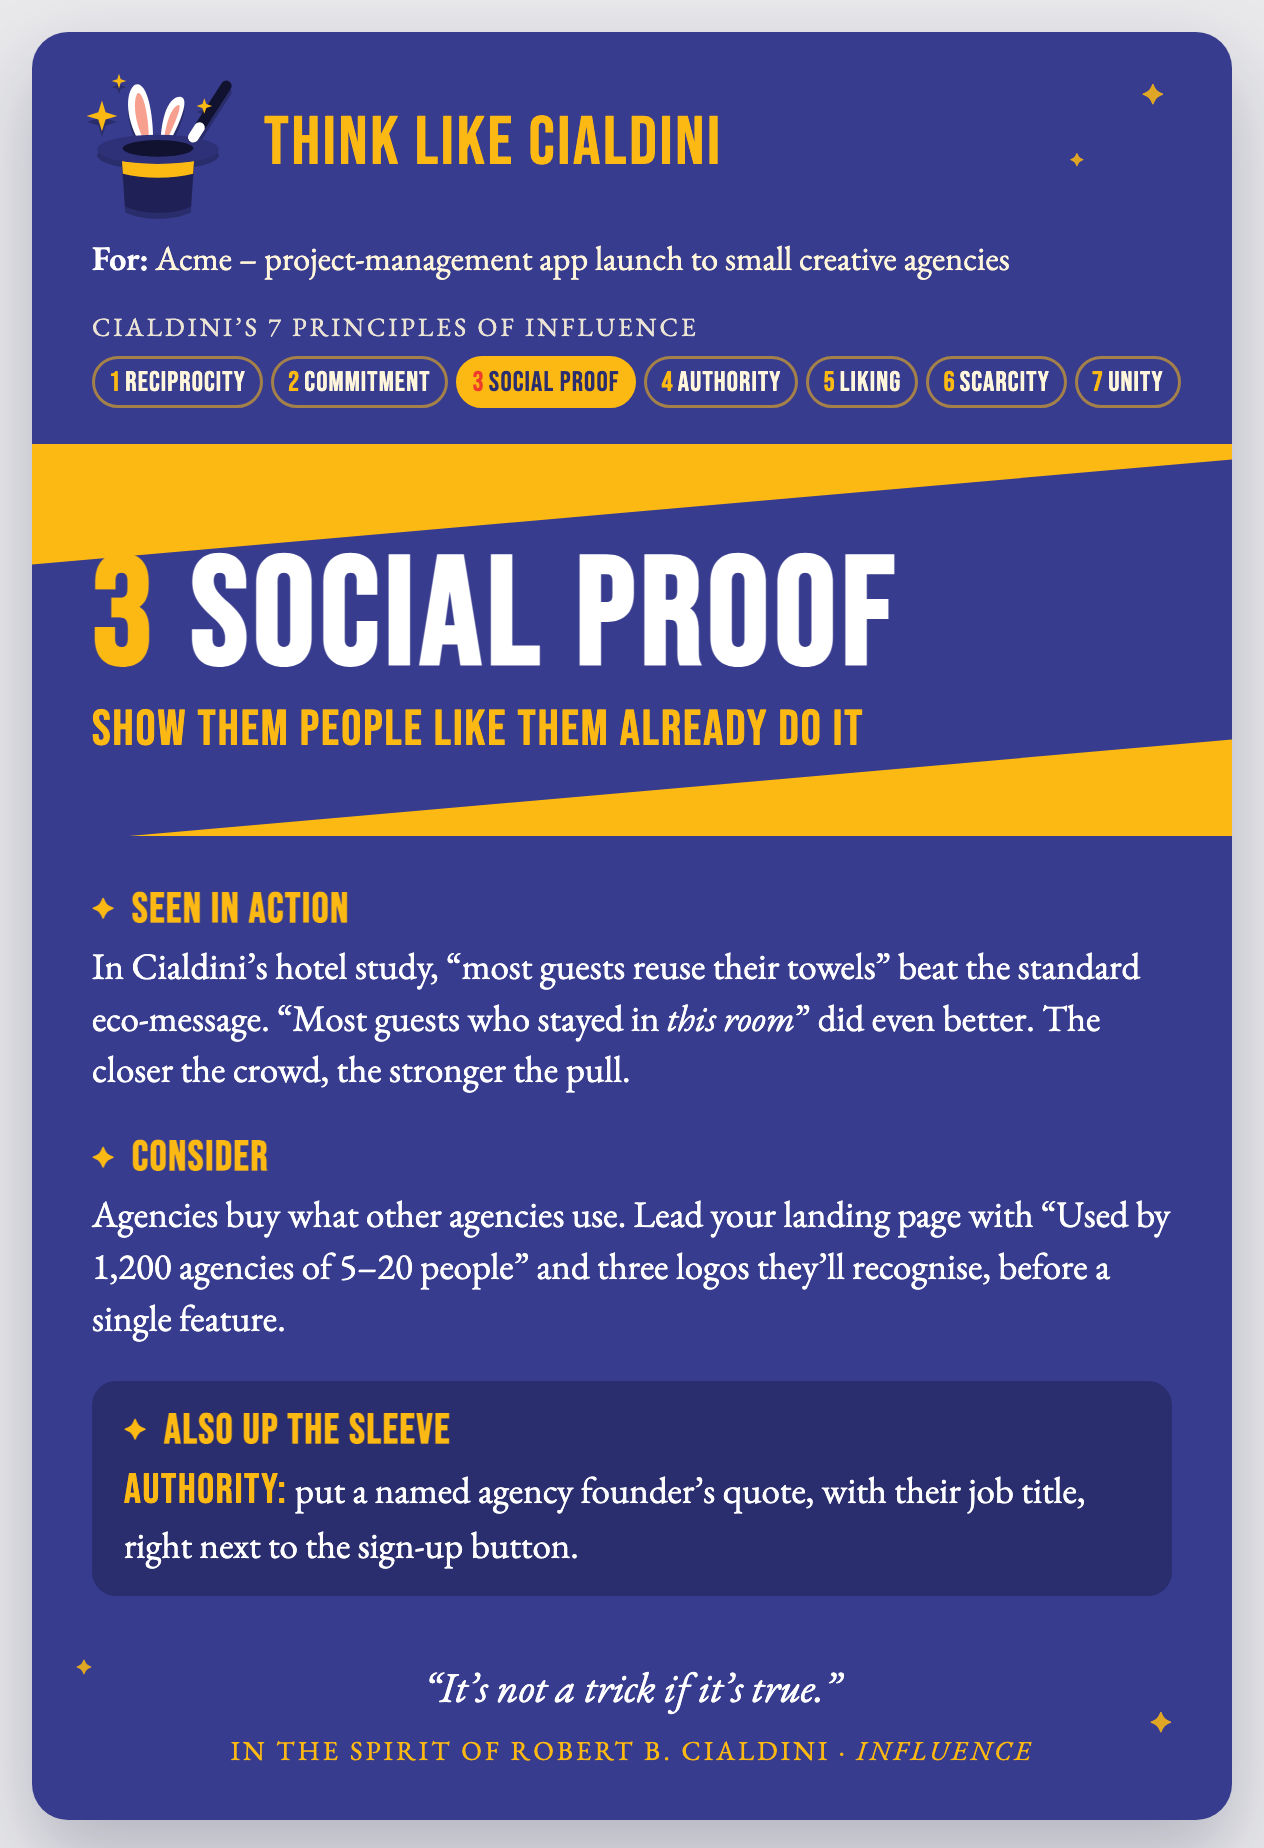 THINK LIKE CIALDINI
For: Acme – project-management app launch to small creative agencies
CIALDINI’S 7 PRINCIPLES OF INFLUENCE
1 RECIPROCITY 2 COMMITMENT 3 SOCIAL PROOF 4 AUTHORITY 5 LIKING 6 SCARCITY 7 UNITY
3 SOCIAL PROOF
SHOW THEM PEOPLE LIKE THEM ALREADY DO IT
SEEN IN ACTION
In Cialdini’s hotel study, “most guests reuse their towels” beat the standard
eco-message. “Most guests who stayed in this room” did even better. The
closer the crowd, the stronger the pull.
CONSIDER
Agencies buy what other agencies use. Lead your landing page with “Used by
1,200 agencies of 5–20 people” and three logos they’ll recognise, before a
single feature.
ALSO UP THE SLEEVE
AUTHORITY: put a named agency founder’s quote, with their job title,
right next to the sign-up button.
“It’s not a trick if it’s true.”
IN THE SPIRIT OF ROBERT B. CIALDINI · INFLUENCE